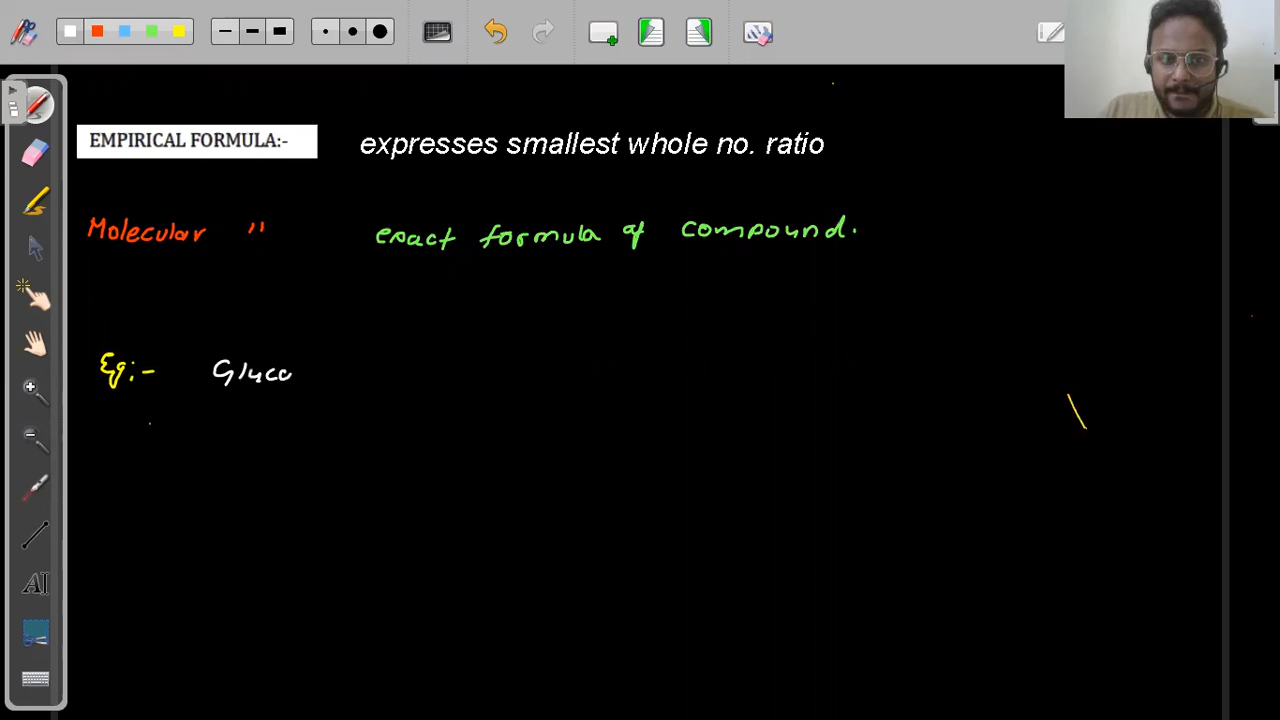 EMPIRICAL FORMULA:- expresses smallest whole no. ratio
Molecular " exact formula of compound.
Eg:- Gluco